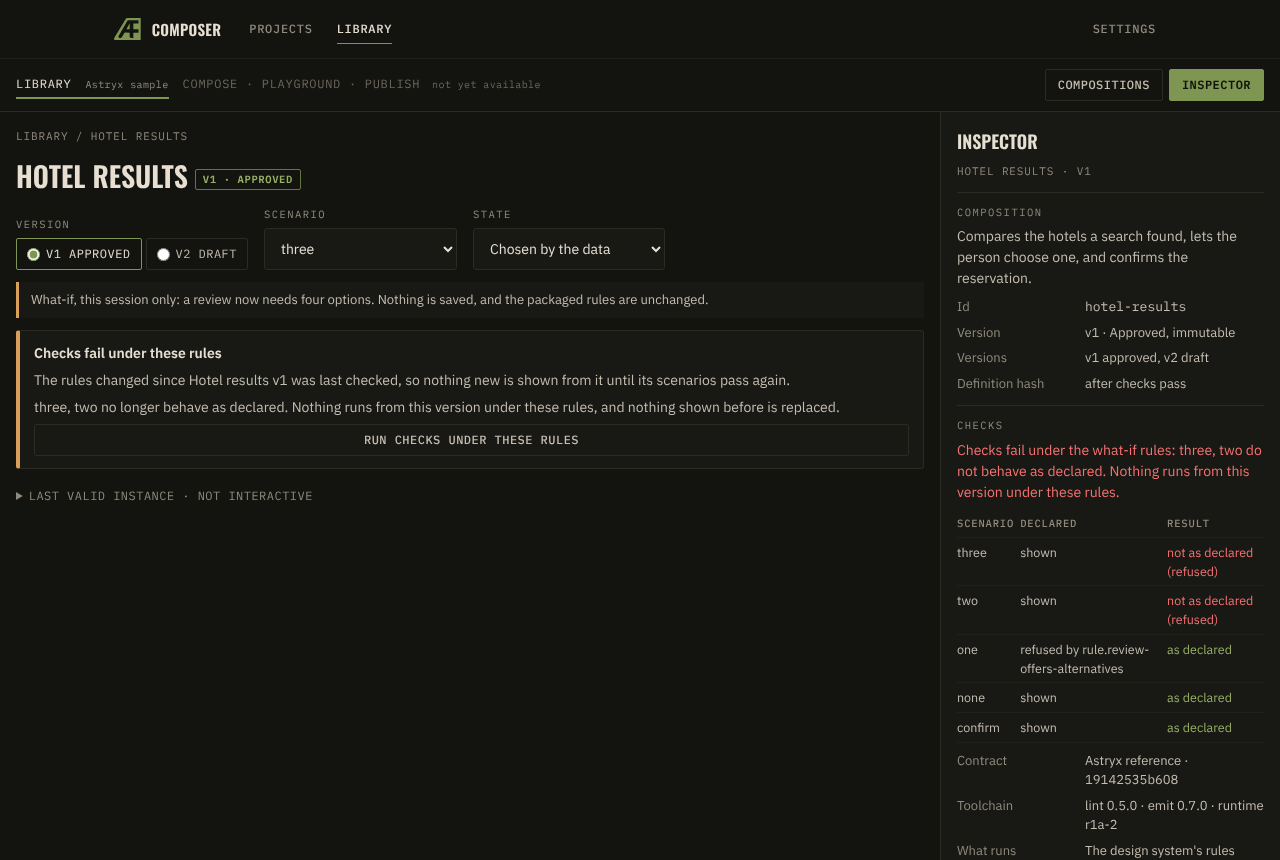 COMPOSER PROJECTS LIBRARY SETTINGS
LIBRARY Astryx sample COMPOSE · PLAYGROUND · PUBLISH not yet available COMPOSITIONS INSPECTOR
LIBRARY / HOTEL RESULTS
HOTEL RESULTS V1 · APPROVED
VERSION SCENARIO STATE
V1 APPROVED V2 DRAFT three Chosen by the data
What-if, this session only: a review now needs four options. Nothing is saved, and the packaged rules are unchanged.
Checks fail under these rules
The rules changed since Hotel results v1 was last checked, so nothing new is shown from it until its scenarios pass again.
three, two no longer behave as declared. Nothing runs from this version under these rules, and nothing shown before is replaced.
RUN CHECKS UNDER THESE RULES
LAST VALID INSTANCE · NOT INTERACTIVE
INSPECTOR
HOTEL RESULTS · V1
COMPOSITION
Compares the hotels a search found, lets the
person choose one, and confirms the
reservation.
Id hotel-results
Version v1 · Approved, immutable
Versions v1 approved, v2 draft
Definition hash after checks pass
CHECKS
Checks fail under the what-if rules: three, two do
not behave as declared. Nothing runs from this
version under these rules.
SCENARIO DECLARED RESULT
three shown not as declared
(refused)
two shown not as declared
(refused)
one refused by rule.review- as declared
offers-alternatives
none shown as declared
confirm shown as declared
Contract Astryx reference ·
19142535b608
Toolchain lint 0.5.0 · emit 0.7.0 · runtime
r1a-2
What runs The design system's rules